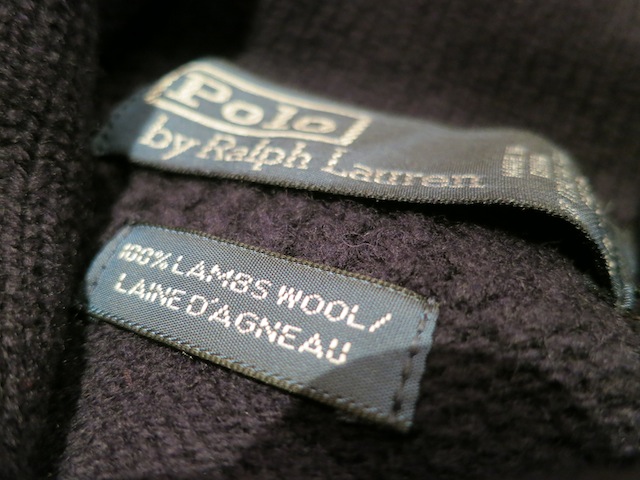 Polo
by Ralph Lauren
100% LAMBS WOOL/
LAINE D'AGNEAU